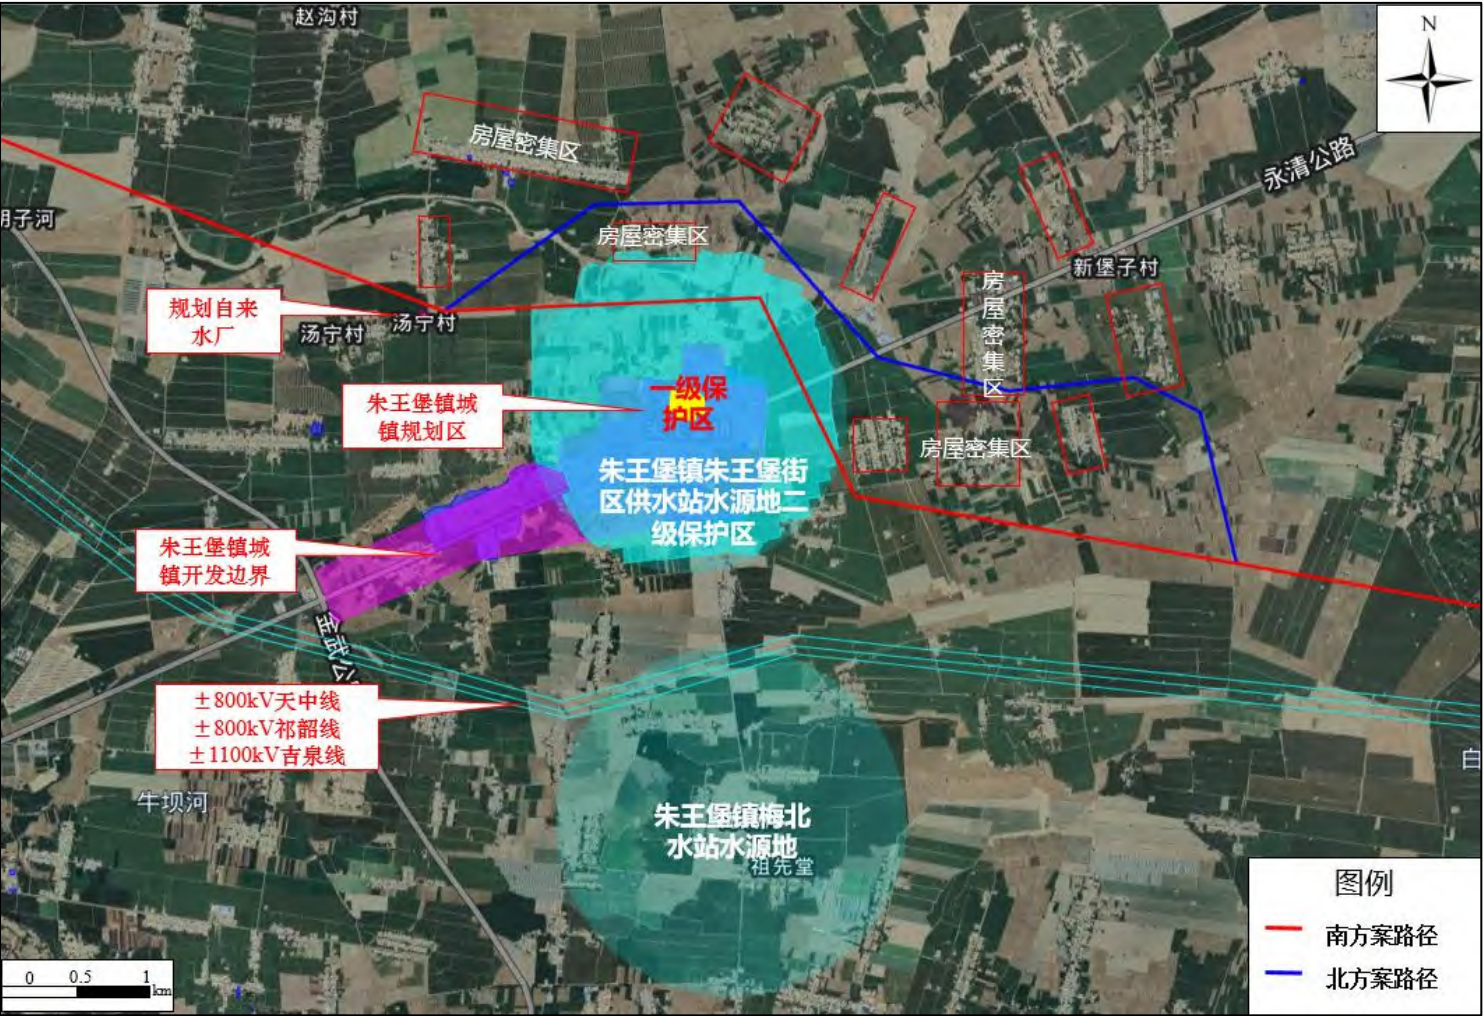 赵沟村
N
房屋密集区
永清公路
胡子河
房屋密集区
新堡子村
房屋密集区
规划自来
水厂
汤宁村
汤宁村
一级保
护区
朱王堡镇城
镇规划区
房屋密集区
朱王堡镇朱王堡街
区供水站水源地二
级保护区
朱王堡镇城
镇开发边界
金武公
±800kV天中线
±800kV祁韶线
±1100kV吉泉线
白
牛坝河
朱王堡镇梅北
水站水源地
祖先堂
图例
南方案路径
北方案路径
0 0.5 1
km